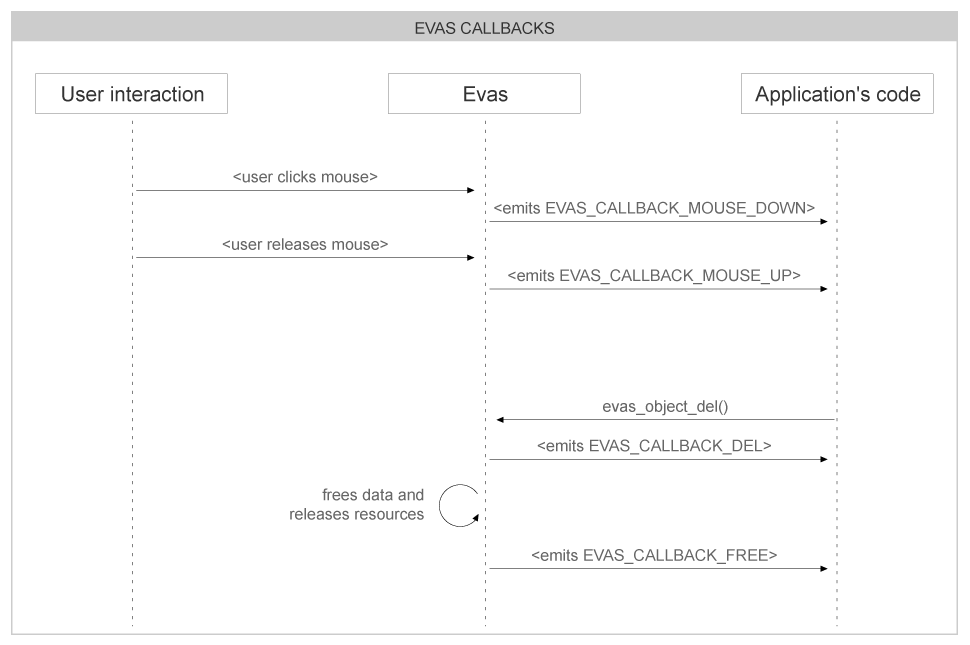 EVAS CALLBACKS
User interaction
Evas
Application's code
<user clicks mouse>
<emits EVAS_CALLBACK_MOUSE_DOWN>
<user releases mouse>
<emits EVAS_CALLBACK_MOUSE_UP>
evas_object_del()
<emits EVAS_CALLBACK_DEL>
frees data and
releases resources
<emits EVAS_CALLBACK_FREE>